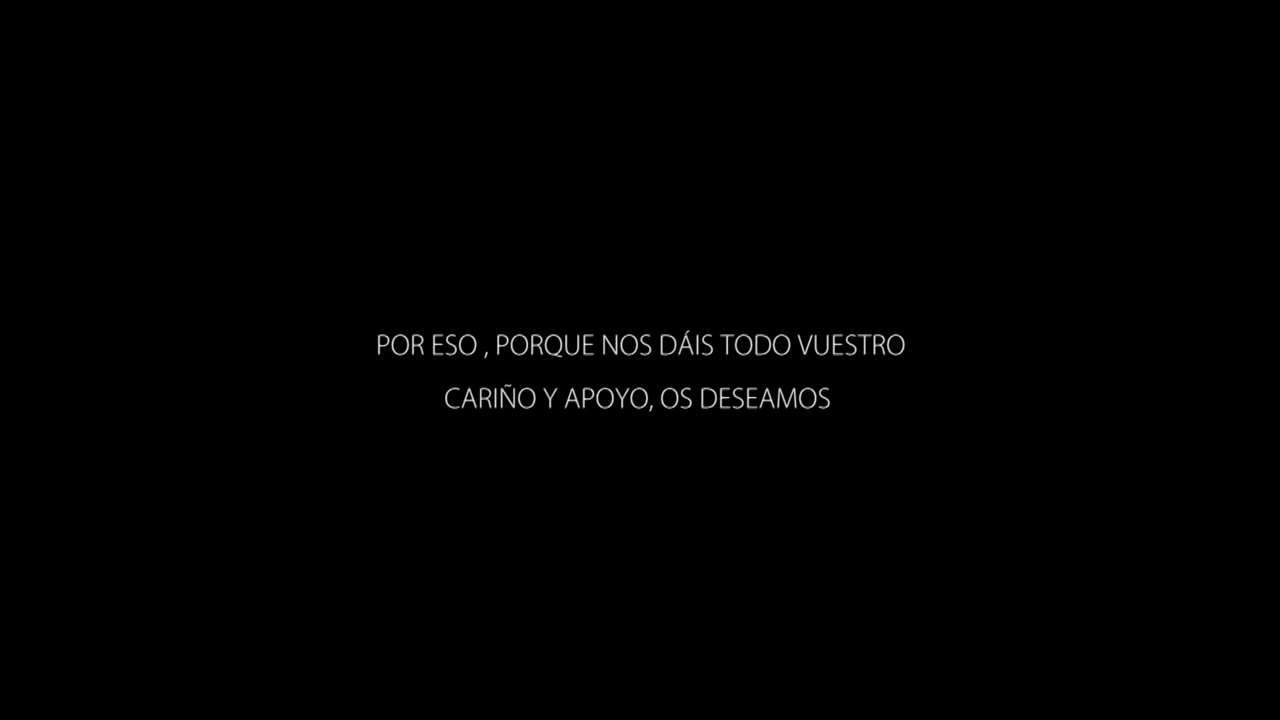 POR ESO , PORQUE NOS DÁIS TODO VUESTRO
CARIÑO Y APOYO, OS DESEAMOS